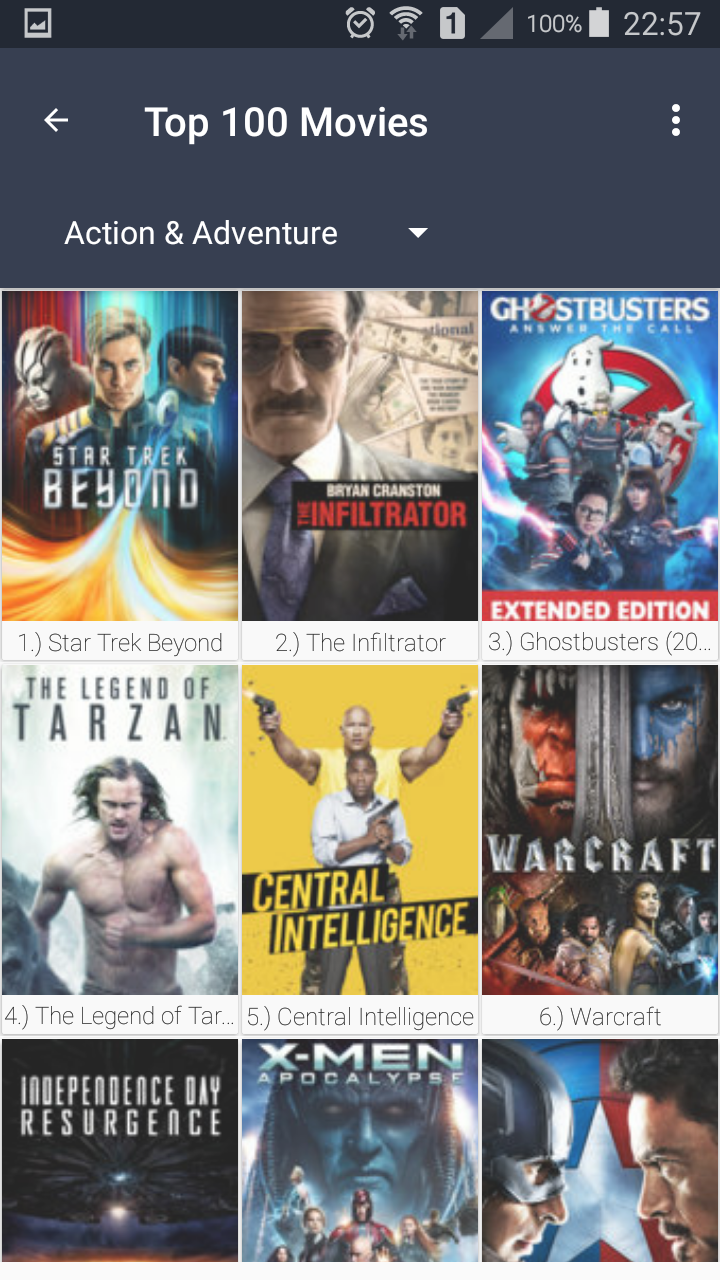 1 100% 22:57
Top 100 Movies
Action & Adventure
STAR TREK
BEYOND
1.) Star Trek Beyond
tional
BRYAN CRANSTON
THE INFILTRATOR
2.) The Infiltrator
GHOSTBUSTERS
ANSWER THE CALL
EXTENDED EDITION
3.) Ghostbusters (20...
THE LEGEND OF
TARZAN
4.) The Legend of Tar...
CENTRAL
INTELLIGENCE
5.) Central Intelligence
WARCRAFT
6.) Warcraft
INDEPENDENCE DAY
RESURGENCE
X-MEN
APOCALYPSE